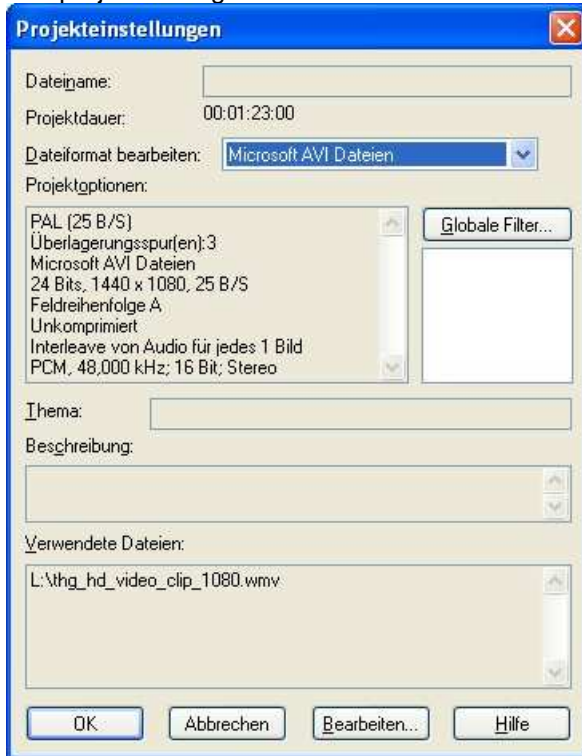 Projekteinstellungen
Dateiname:
Projektdauer: 00:01:23:00
Dateiformat bearbeiten: Microsoft AVI Dateien
Projektoptionen:
PAL (25 B/S)
Überlagerungsspur(en):3
Microsoft AVI Dateien
24 Bits, 1440 x 1080, 25 B/S
Feldreihenfolge A
Unkomprimiert
Interleave von Audio für jedes 1 Bild
PCM, 48,000 kHz; 16 Bit; Stereo
Globale Filter...
Thema:
Beschreibung:
Verwendete Dateien:
L:\thg_hd_video_clip_1080.wmv
OK Abbrechen Bearbeiten... Hilfe